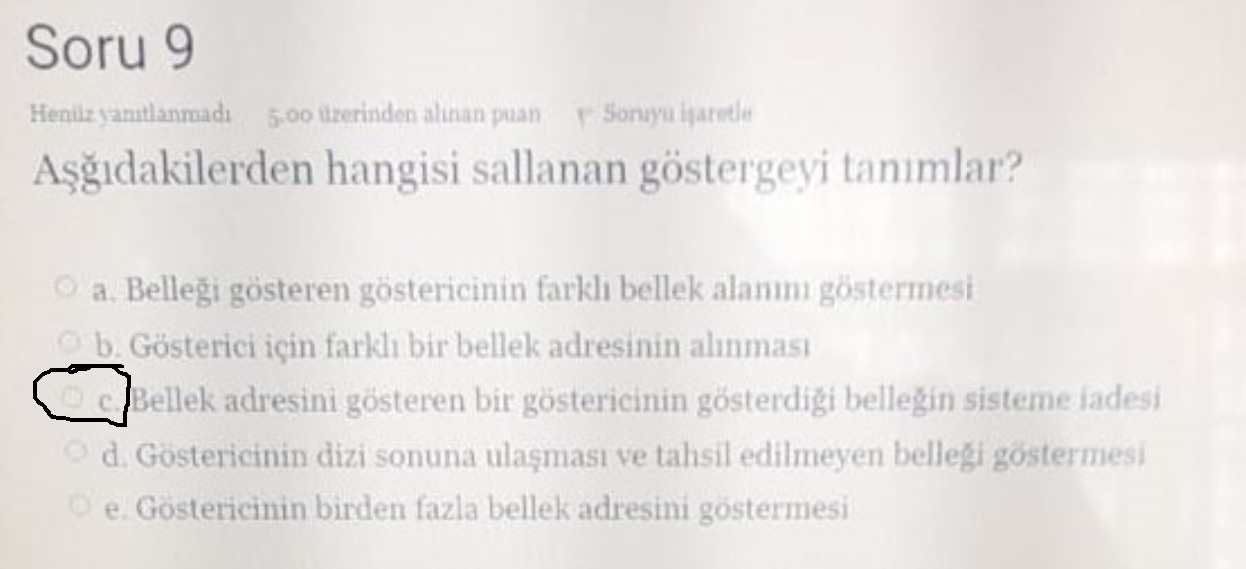 Soru 9
Henüz yanıtlanmadı 5,00 üzerinden alınan puan Soruyu işaretle
Aşğıdakilerden hangisi sallanan göstergeyi tanımlar?
a. Belleği gösteren göstericinin farklı bellek alanını göstermesi
b. Gösterici için farklı bir bellek adresinin alınması
c. Bellek adresini gösteren bir göstericinin gösterdiği belleğin sisteme iadesi
d. Göstericinin dizi sonuna ulaşması ve tahsil edilmeyen belleği göstermesi
e. Göstericinin birden fazla bellek adresini göstermesi